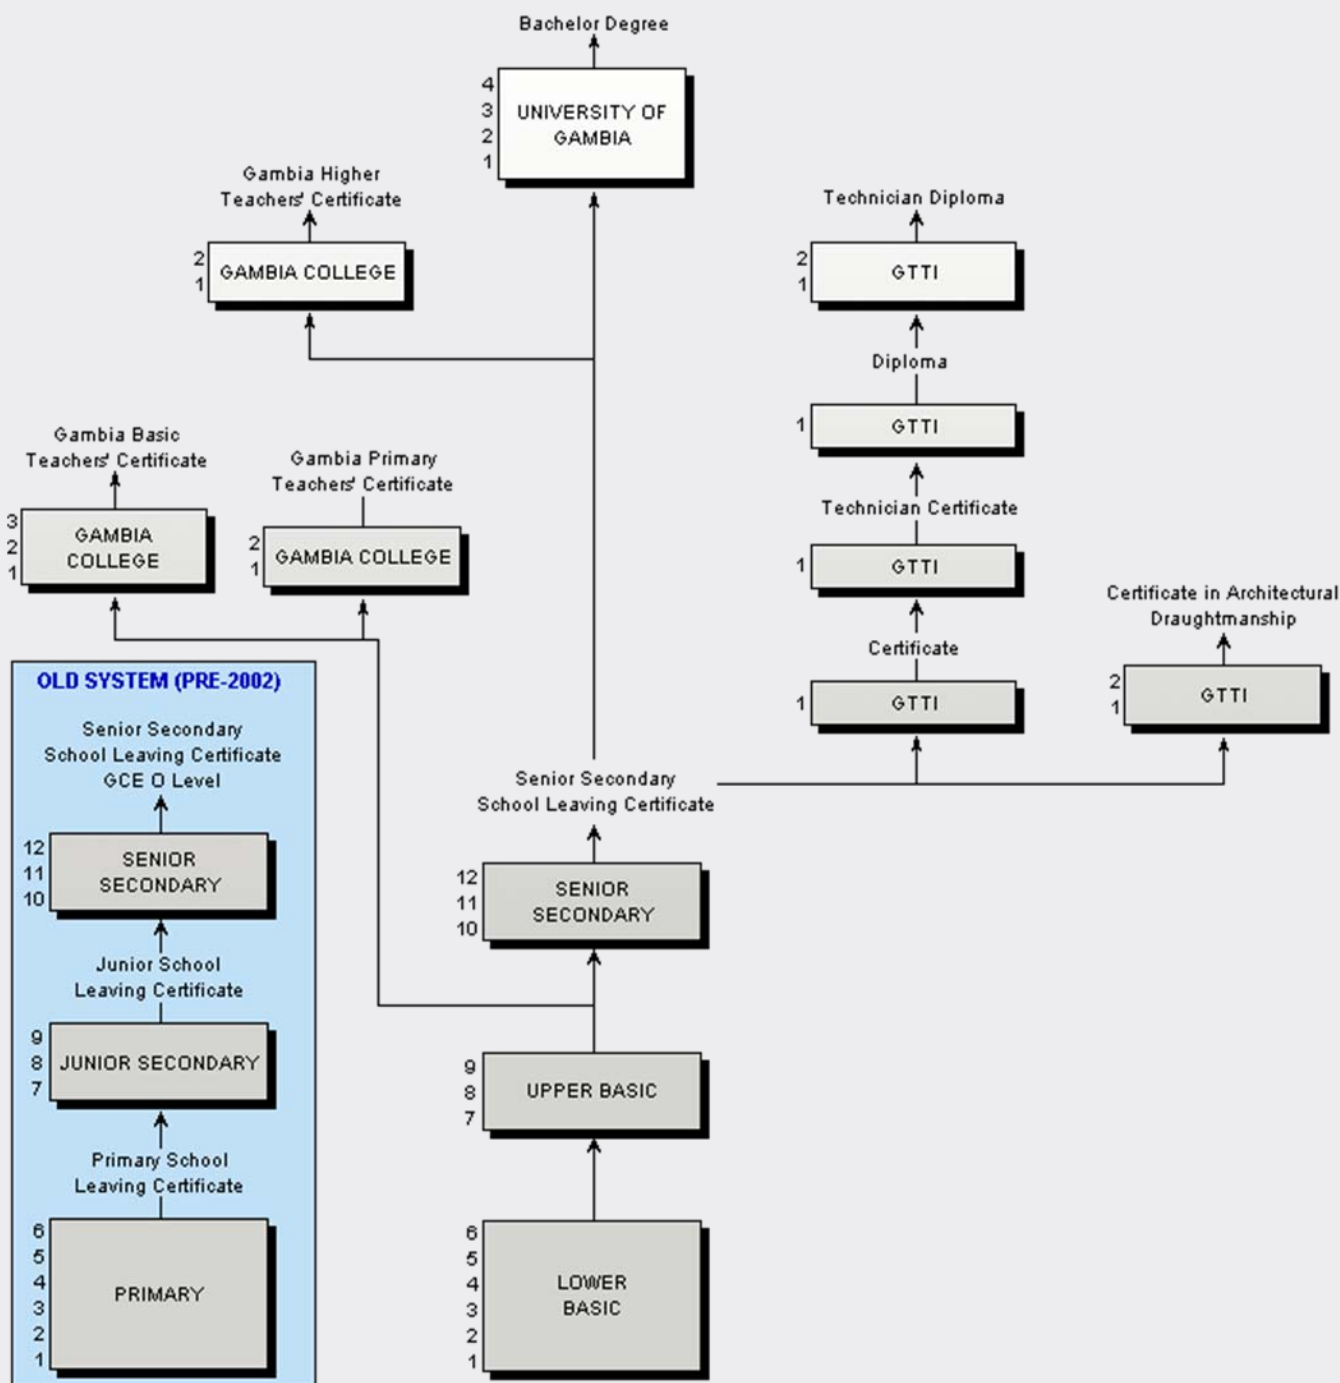 Bachelor Degree
4
3
2
1
UNIVERSITY OF
GAMBIA
Gambia Higher
Teachers' Certificate
2
1
GAMBIA COLLEGE
Technician Diploma
2
1
GTTI
Diploma
1
GTTI
Gambia Basic
Teachers' Certificate
3
2
1
GAMBIA
COLLEGE
Gambia Primary
Teachers' Certificate
2
1
GAMBIA COLLEGE
Technician Certificate
1
GTTI
Certificate
1
GTTI
Certificate in Architectural
Draughtmanship
2
1
GTTI
OLD SYSTEM (PRE-2002)
Senior Secondary
School Leaving Certificate
GCE O Level
12
11
10
SENIOR
SECONDARY
Junior School
Leaving Certificate
9
8
7
JUNIOR SECONDARY
Primary School
Leaving Certificate
6
5
4
3
2
1
PRIMARY
Senior Secondary
School Leaving Certificate
12
11
10
SENIOR
SECONDARY
9
8
7
UPPER BASIC
6
5
4
3
2
1
LOWER
BASIC